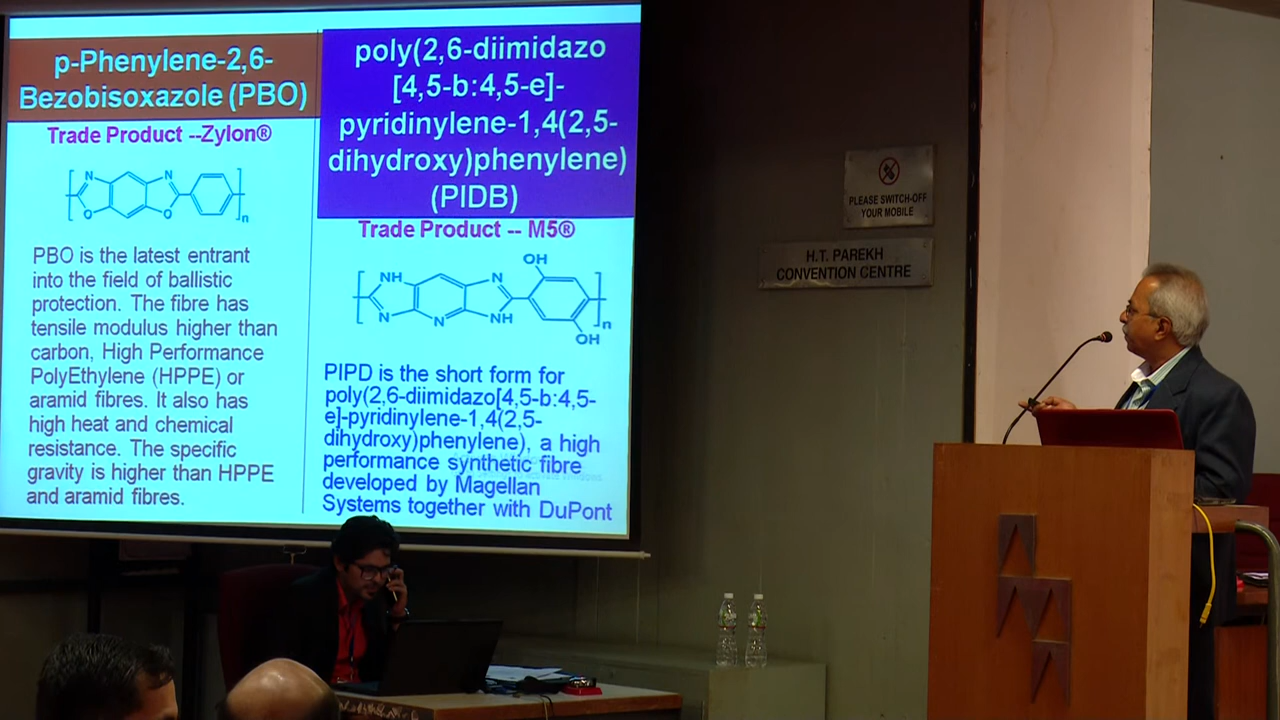 p-Phenylene-2,6-
Bezobisoxazole (PBO)
Trade Product --Zylon®
N
N
O
O
n
PBO is the latest entrant
into the field of ballistic
protection. The fibre has
tensile modulus higher than
carbon, High Performance
PolyEthylene (HPPE) or
aramid fibres. It also has
high heat and chemical
resistance. The specific
gravity is higher than HPPE
and aramid fibres.
poly(2,6-diimidazo
[4,5-b:4,5-e]-
pyridinylene-1,4(2,5-
dihydroxy)phenylene)
(PIDB)
Trade Product -- M5®
OH
NH
N
N
N
NH
n
OH
PIPD is the short form for
poly(2,6-diimidazo[4,5-b:4,5-
e]-pyridinylene-1,4(2,5-
dihydroxy)phenylene), a high
performance synthetic fibre
developed by Magellan
Systems together with DuPont
PLEASE SWITCH-OFF
YOUR MOBILE
H.T. PAREKH
CONVENTION CENTRE